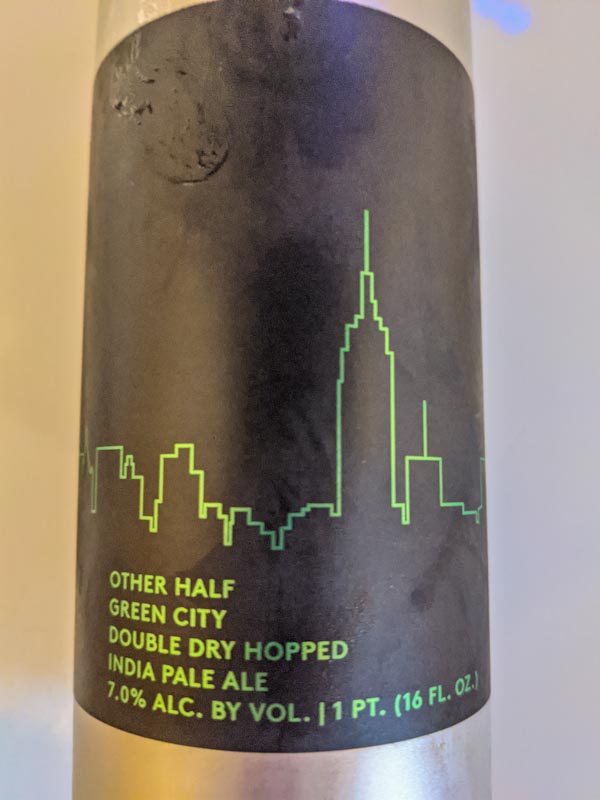 OTHER HALF
GREEN CITY
DOUBLE DRY HOPPED
INDIA PALE ALE
7.0% ALC. BY VOL. | 1 PT. (16 FL. OZ.)